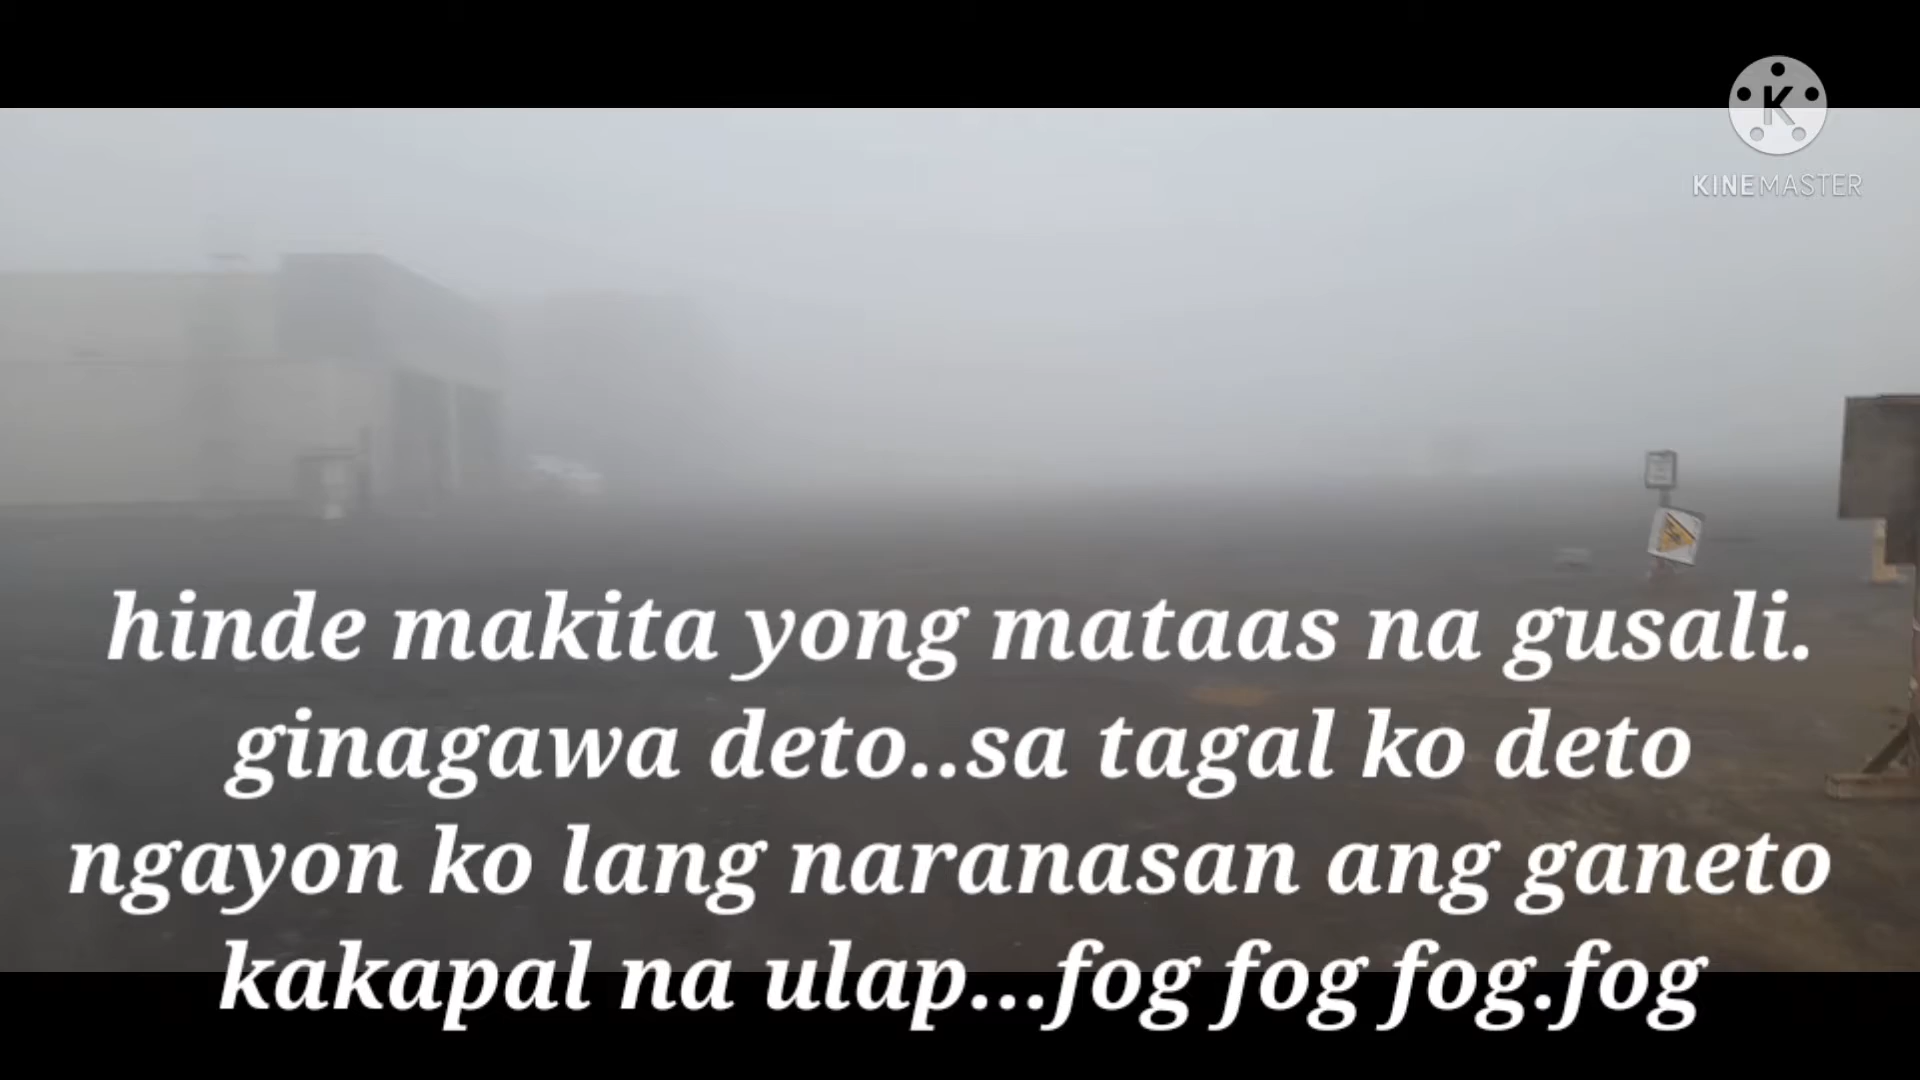 KINEMASTER
hinde makita yong mataas na gusali.
ginagawa deto..sa tagal ko deto
ngayon ko lang naranasan ang ganeto
kakapal na ulap...fog fog fog.fog